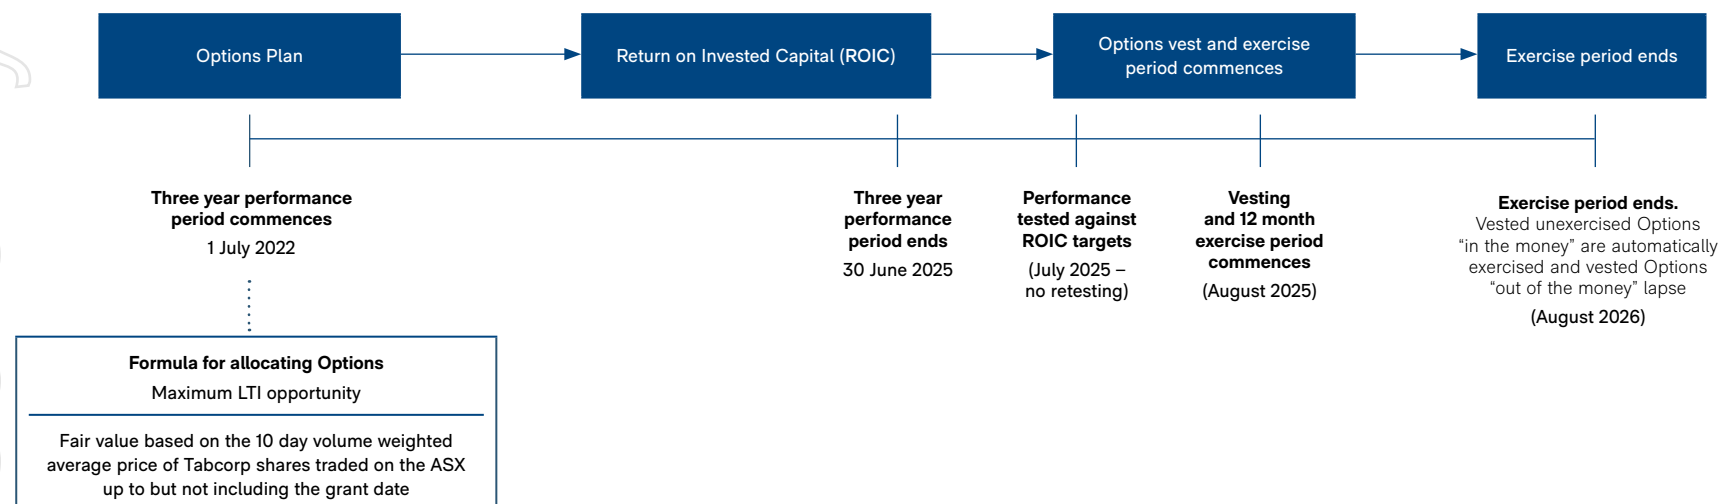 Options Plan
Return on Invested Capital (ROIC)
Options vest and exercise
period commences
Exercise period ends
Three year performance
period commences
1 July 2022
Three year
performance
period ends
30 June 2025
Performance
tested against
ROIC targets
(July 2025 –
no retesting)
Vesting
and 12 month
exercise period
commences
(August 2025)
Exercise period ends.
Vested unexercised Options
“in the money” are automatically
exercised and vested Options
“out of the money” lapse
(August 2026)
Formula for allocating Options
Maximum LTI opportunity
Fair value based on the 10 day volume weighted
average price of Tabcorp shares traded on the ASX
up to but not including the grant date